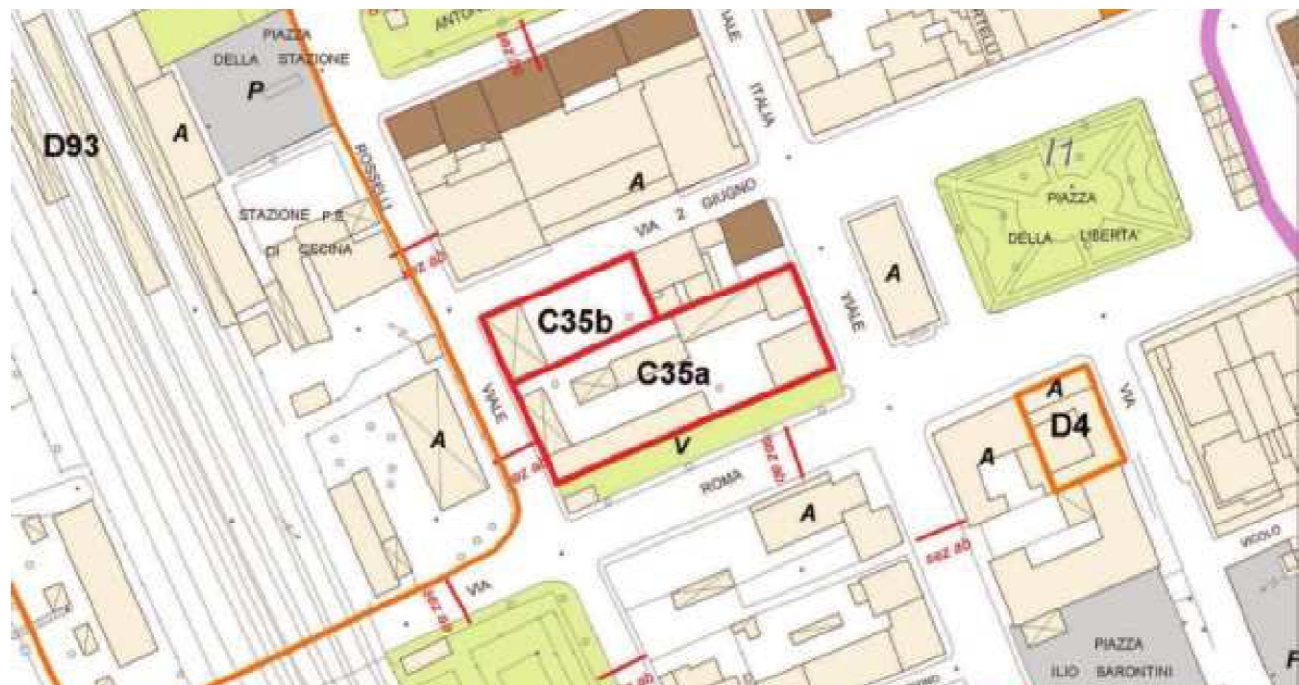 PIAZZA
DELLA STAZIONE
P
A
D93
ROSSELLI
VIALE
ITALIA
A
VIA 2 GIUGNO
STAZIONE F.S.
DI CECINA
11
PIAZZA
DELLA LIBERTA'
A
VIALE
C35b
C35a
VIALE
A
V
ROMA
VIA
A
D4
A
VIA
A
VICOLO
PIAZZA
ILIO BARONTINI
P